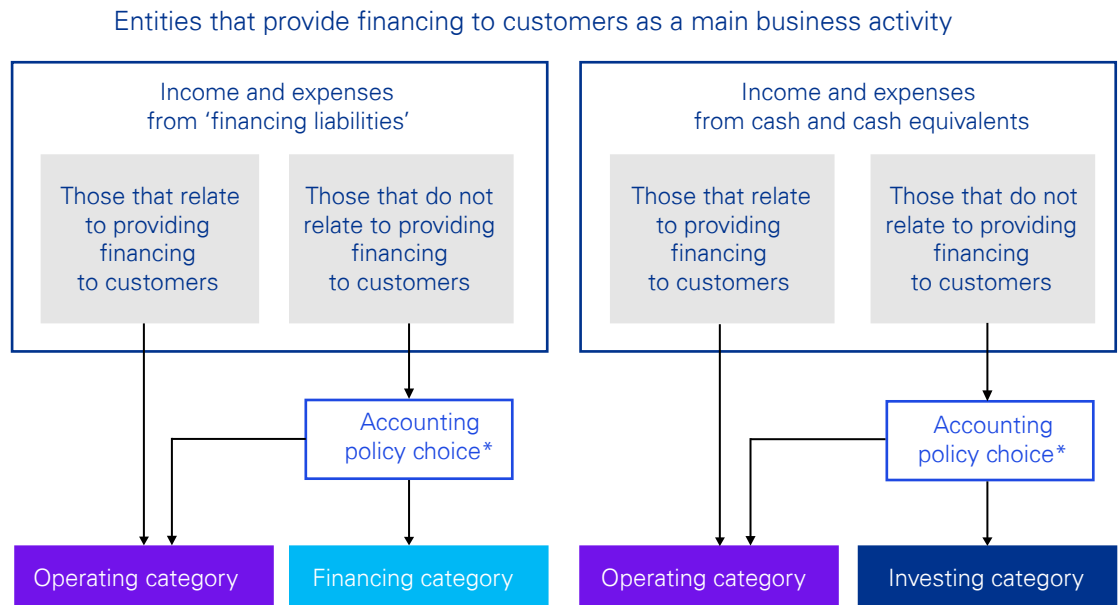 Entities that provide financing to customers as a main business activity
Income and expenses
from ‘financing liabilities’
Those that relate
to providing
financing
to customers
Those that do not
relate to providing
financing
to customers
Accounting
policy choice*
Operating category
Financing category
Income and expenses
from cash and cash equivalents
Those that relate
to providing
financing
to customers
Those that do not
relate to providing
financing
to customers
Accounting
policy choice*
Operating category
Investing category